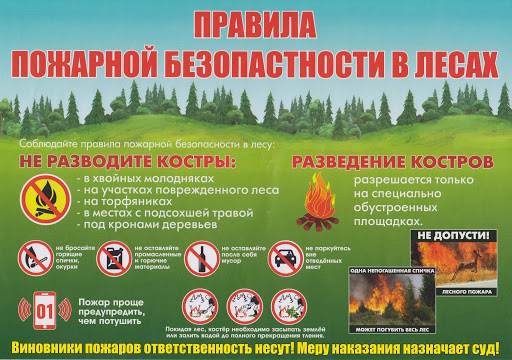 ПРАВИЛА
ПОЖАРНОЙ БЕЗОПАСТНОСТИ В ЛЕСАХ
Соблюдайте правила пожарной безопасности в лесу:
НЕ РАЗВОДИТЕ КОСТРЫ:
- в хвойных молодняках
- на участках поврежденного леса
- на торфяниках
- в местах с подсохшей травой
- под кронами деревьев
РАЗВЕДЕНИЕ КОСТРОВ
разрешается только
на специально
обустроенных
площадках.
не бросайте
горящие
спички,
окурки
не оставляйте
промасленные
и горючие
материалы
не оставляйте
после себя
мусор
не паркуйтесь
вне
отведённых
мест
НЕ ДОПУСТИ!
ЛЕСНОГО ПОЖАРА
ОДНА НЕПОГАШЕННАЯ СПИЧКА
МОЖЕТ ПОГУБИТЬ ВЕСЬ ЛЕС
01
Пожар проще
предупредить,
чем потушить
Покидая лес, костёр необходимо засыпать землёй
или залить водой до полного прекращения тления.
Виновники пожаров ответственность несут! Меру наказания назначает суд!